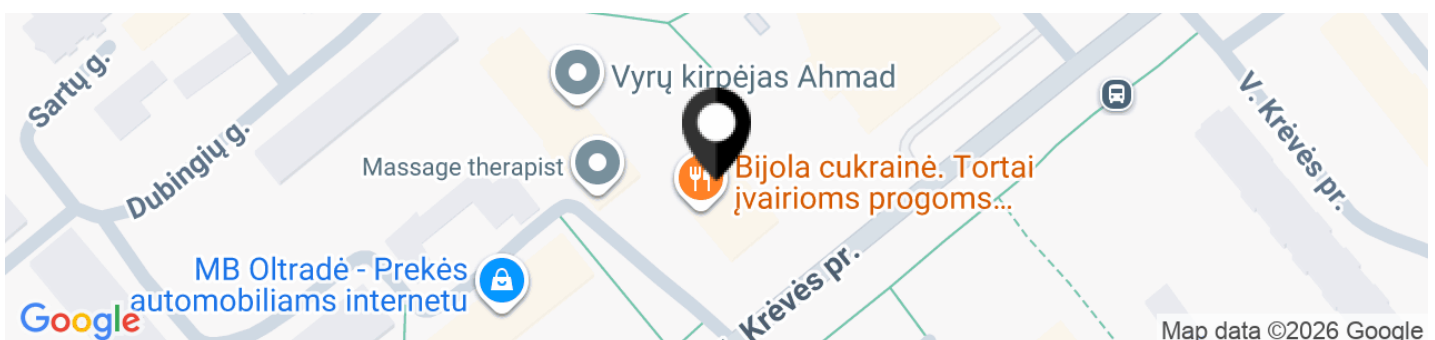 Sartų g.
Dubingių g.
Vyrų kirpėjas Ahmad
Massage therapist
Bijola cukrainė. Tortai
įvairioms progoms...
V. Krėvės pr.
MB Oltradė - Prekės
automobiliams internetu
Krėvės pr.
Google
Map data ©2026 Google